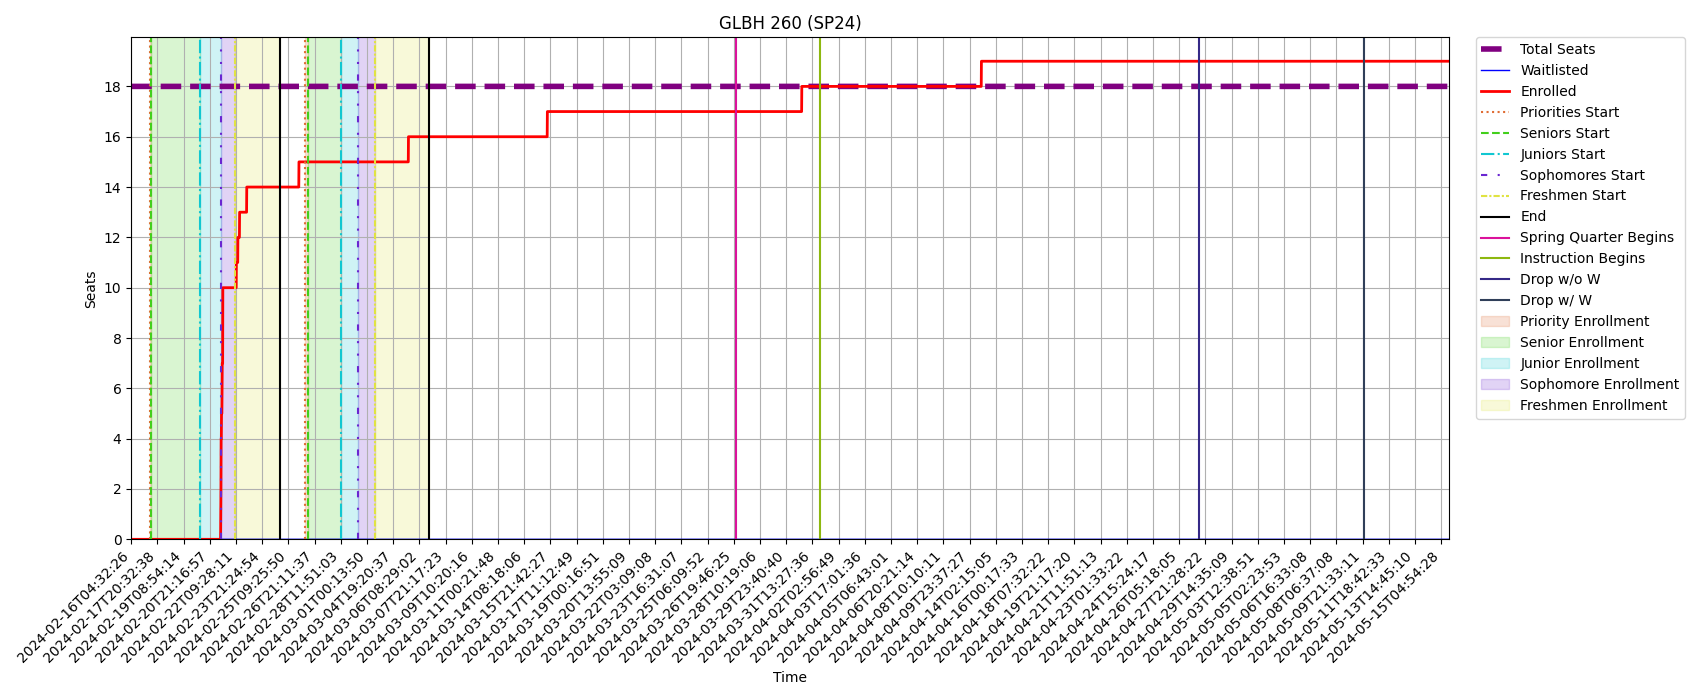 GLBH 260 (SP24)
Seats
18
16
14
12
10
8
6
4
2
0
2024-02-16T04:32:26
2024-02-17T20:32:38
2024-02-19T08:54:14
2024-02-20T21:16:57
2024-02-22T09:28:11
2024-02-23T21:24:54
2024-02-25T09:25:50
2024-02-26T21:11:37
2024-02-28T11:51:03
2024-03-01T00:13:50
2024-03-04T19:20:37
2024-03-06T08:29:02
2024-03-07T21:17:23
2024-03-09T10:20:16
2024-03-11T00:21:48
2024-03-14T08:18:06
2024-03-15T21:42:27
2024-03-17T11:12:49
2024-03-19T00:16:51
2024-03-20T13:55:09
2024-03-22T03:09:08
2024-03-23T16:31:07
2024-03-25T06:09:52
2024-03-26T19:46:25
2024-03-28T10:19:06
2024-03-29T23:40:40
2024-03-31T13:27:36
2024-04-02T02:56:49
2024-04-03T17:01:36
2024-04-05T06:43:01
2024-04-06T20:21:14
2024-04-08T10:10:11
2024-04-09T23:37:27
2024-04-14T02:15:05
2024-04-16T00:17:33
2024-04-18T07:32:22
2024-04-19T21:17:20
2024-04-21T11:51:13
2024-04-23T01:33:22
2024-04-24T15:24:17
2024-04-26T05:18:05
2024-04-27T21:28:22
2024-04-29T14:35:09
2024-05-03T12:38:51
2024-05-05T02:23:53
2024-05-06T16:33:08
2024-05-08T06:37:08
2024-05-09T21:33:11
2024-05-11T18:42:33
2024-05-13T14:45:10
2024-05-15T04:54:28
Time
Total Seats
Waitlisted
Enrolled
Priorities Start
Seniors Start
Juniors Start
Sophomores Start
Freshmen Start
End
Spring Quarter Begins
Instruction Begins
Drop w/o W
Drop w/ W
Priority Enrollment
Senior Enrollment
Junior Enrollment
Sophomore Enrollment
Freshmen Enrollment